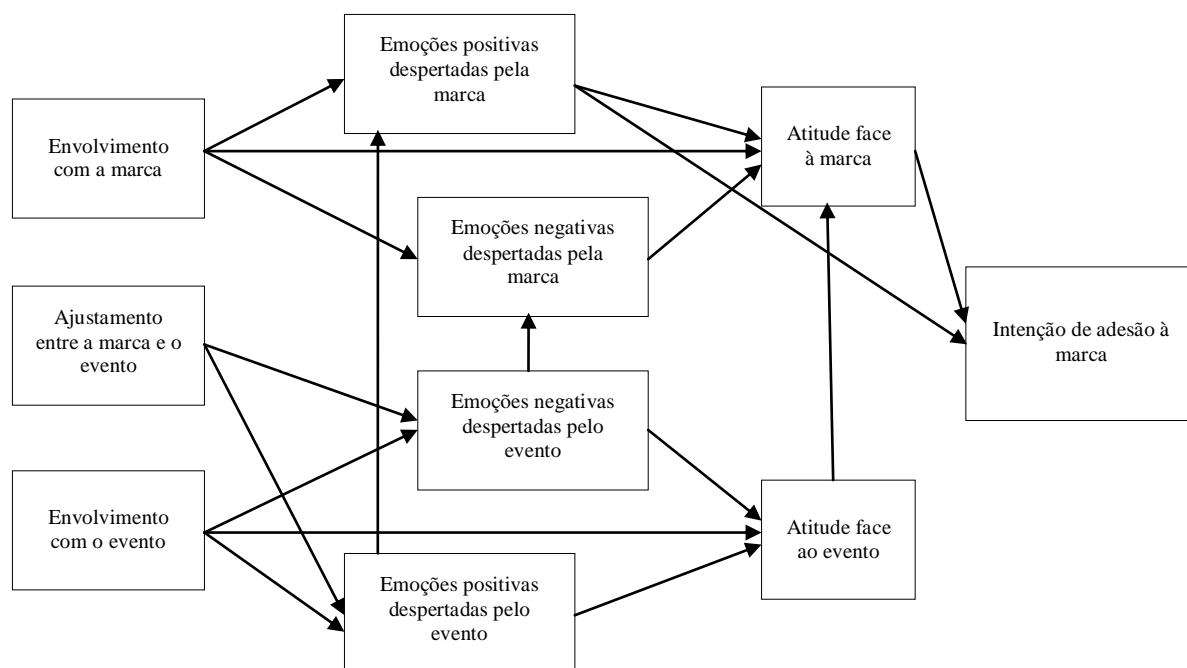 Emoções positivas
despertadas pela
marca
Envolvimento
com a marca
Atitude face
à marca
Emoções negativas
despertadas pela
marca
Ajustamento
entre a marca e o
evento
Intenção de adesão à
marca
Emoções negativas
despertadas pelo
evento
Envolvimento
com o evento
Atitude face
ao evento
Emoções positivas
despertadas pelo
evento